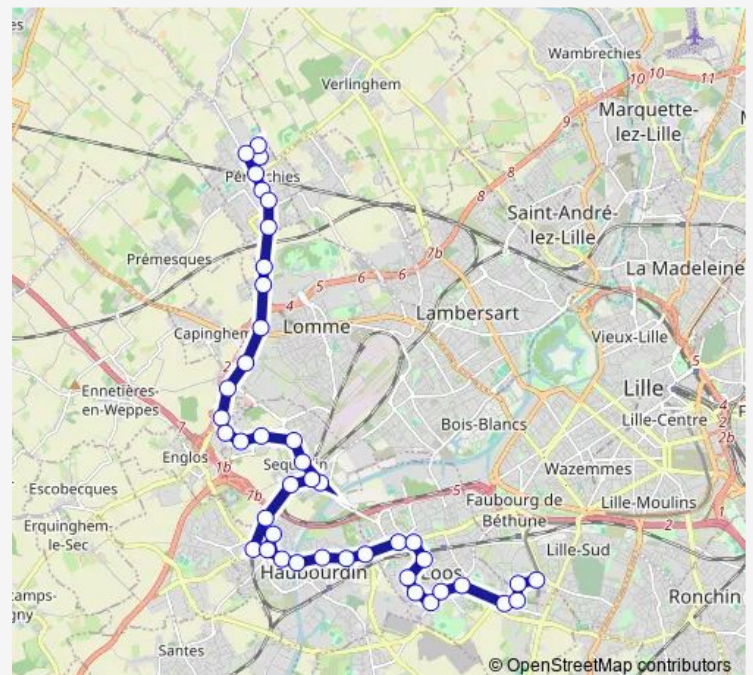 Wambrechies
Verlinghem
10
10
11
Marquette-
lez-Lille
9
8
8
Saint-André-
lez-Lille
7b
Prémesques
La Madeleine
6
6
5
4
Lambersart
Lomme
Vieux-Lille
5
2
Ennetières-
en-Weppes
Lille
Lille-Centre
4
2
2b
7
Bois-Blancs
Englos
1b
Wazemmes
Escobecques
7b
5
Faubourg de
Béthune
Lille-Moulins
1
2
Erquinghem-
le-Sec
Lille-Sud
Haubourdin
Loos
Ronchin
Santes
© OpenStreetMap contributors